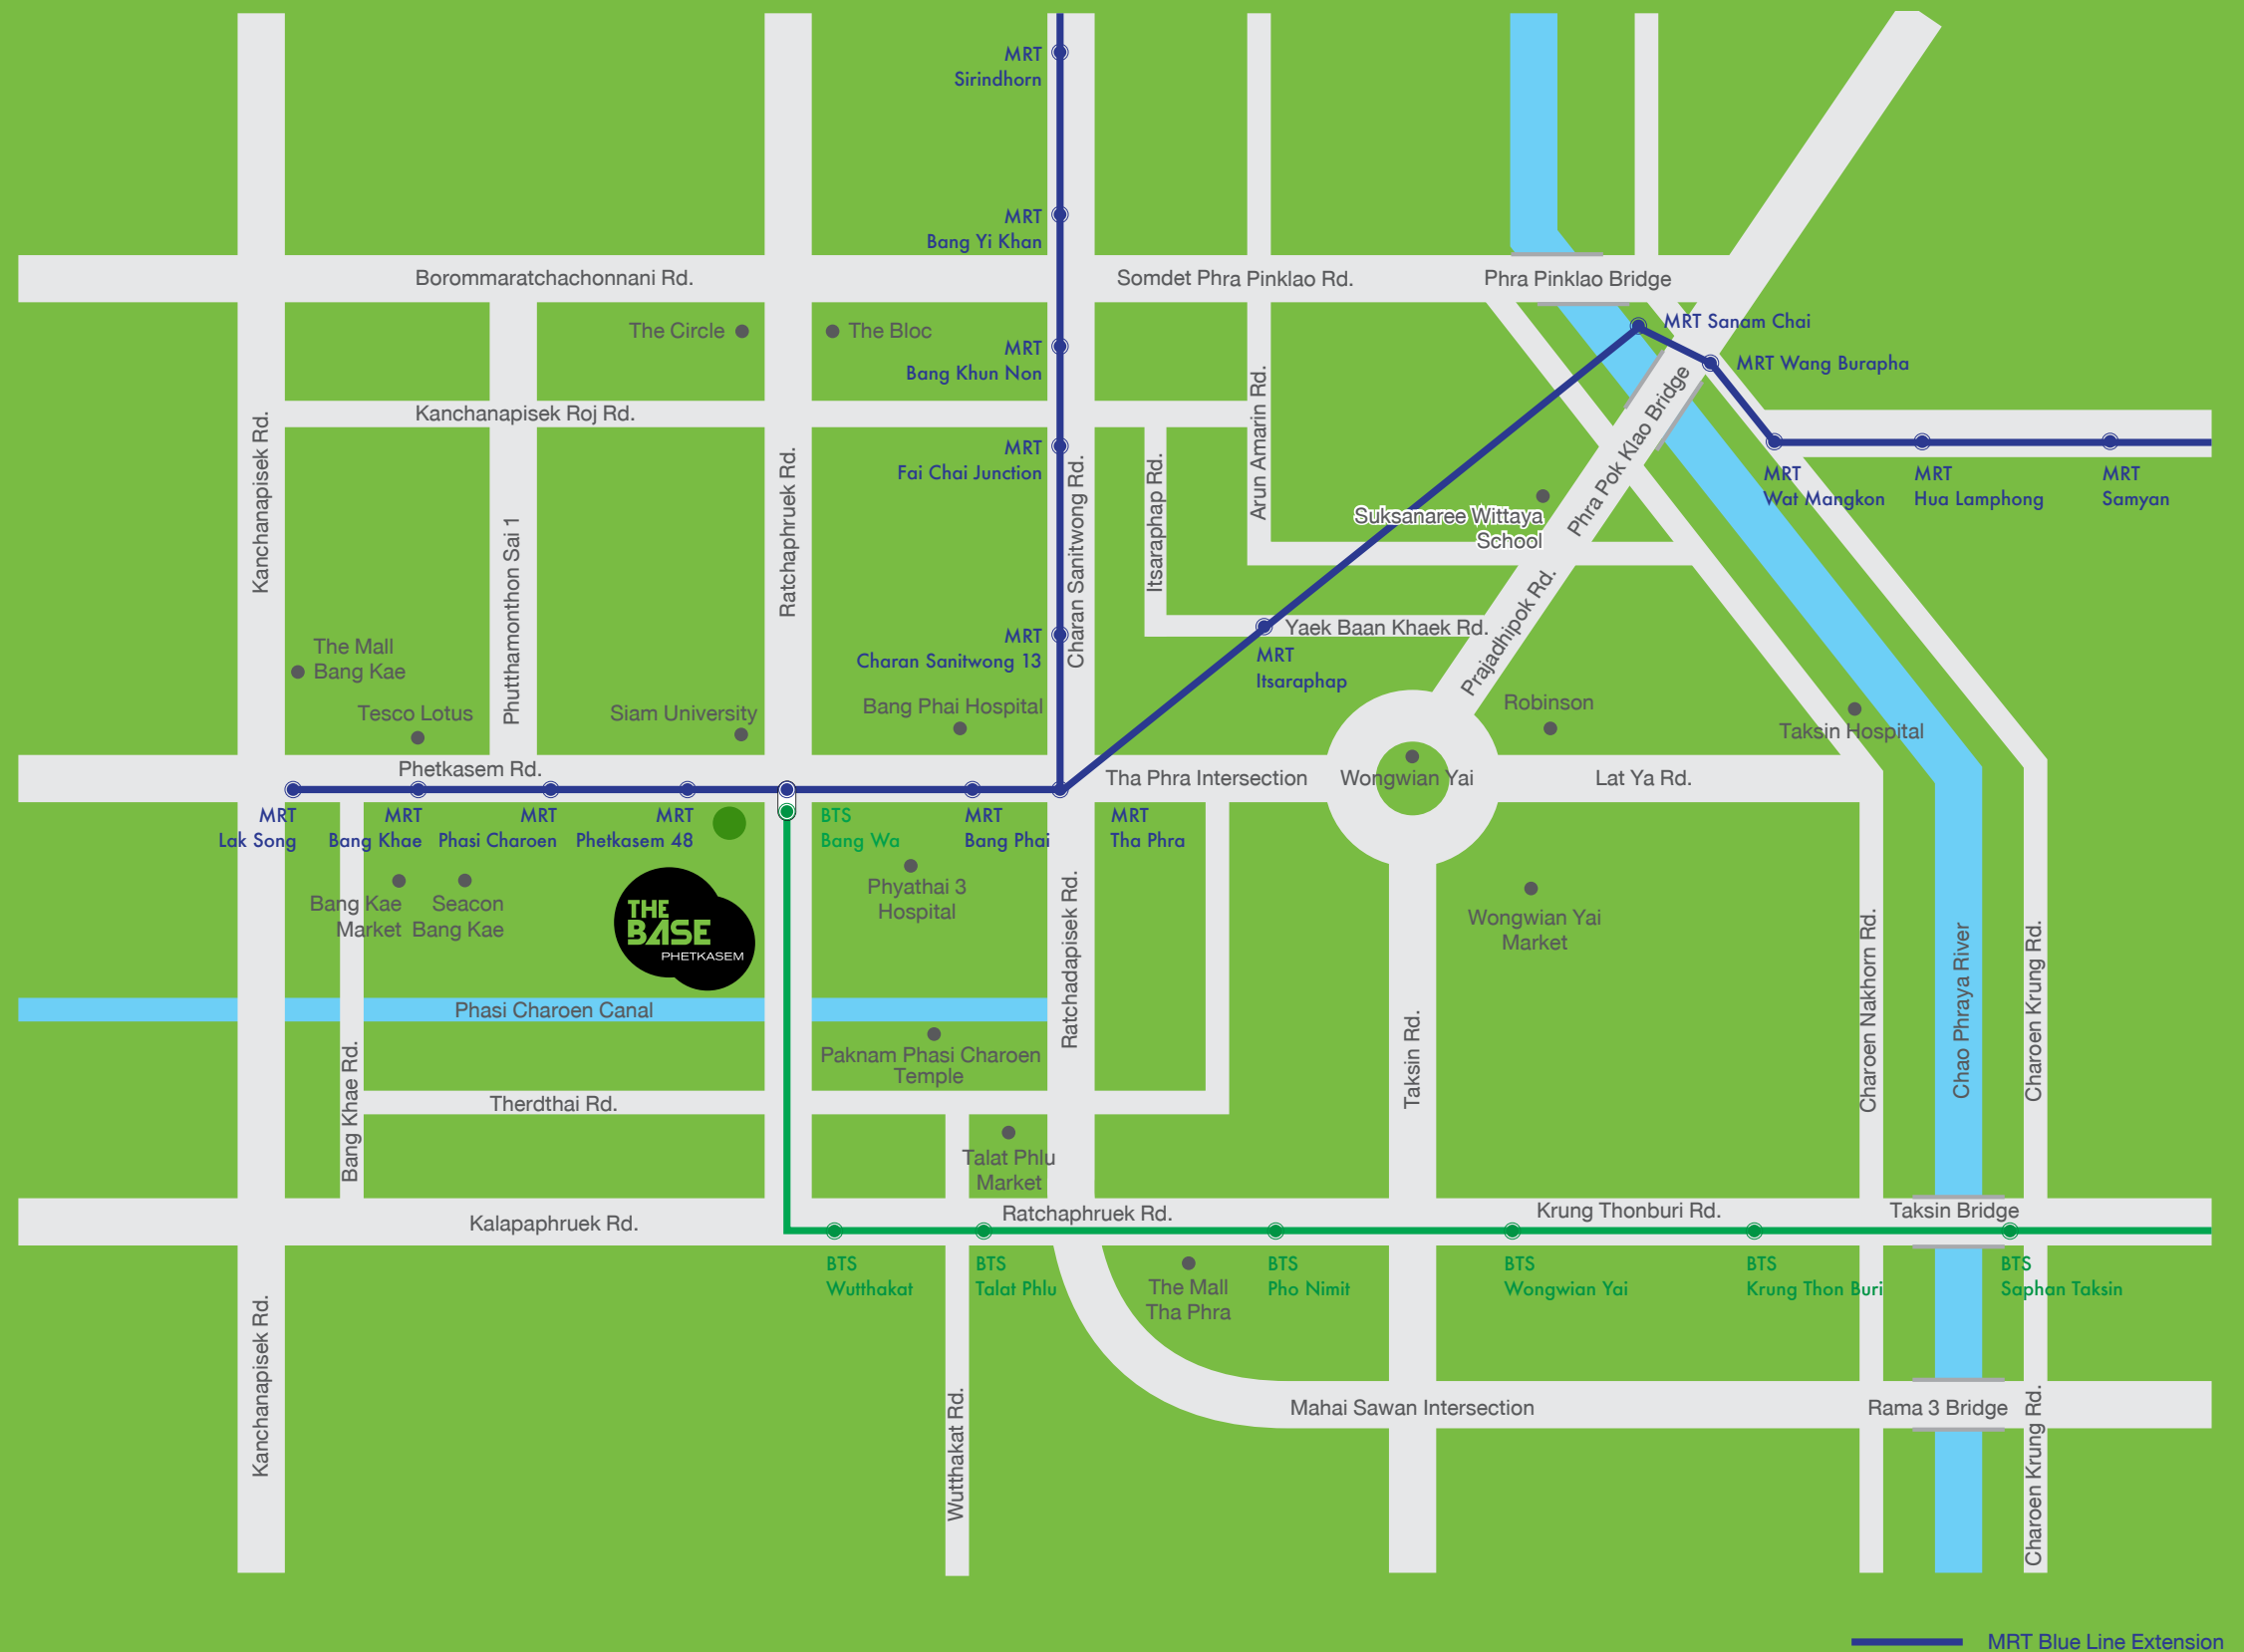 MRT
Sirindhorn
MRT
Bang Yi Khan
Borommaratchachonnani Rd.
Somdet Phra Pinklao Rd.
Phra Pinklao Bridge
The Circle
The Bloc
MRT
Bang Khun Non
MRT Sanam Chai
MRT Wang Burapha
Kanchanapisek Roj Rd.
Kanchanapisek Rd.
Phutthamonthon Sai 1
Ratchaphruek Rd.
MRT
Fai Chai Junction
Charan Sanitwong Rd.
Itsaraphap Rd.
Arun Amarin Rd.
Suksanaree Wittaya
School
Phra Pok Klao Bridge
MRT
Wat Mangkon
MRT
Hua Lamphong
MRT
Samyan
The Mall
Bang Kae
MRT
Charan Sanitwong 13
Yaek Baan Khaek Rd.
MRT
Itsaraphap
Prajadhipok Rd.
Tesco Lotus
Siam University
Bang Phai Hospital
Robinson
Taksin Hospital
Phetkasem Rd.
Tha Phra Intersection
Wongwian Yai
Lat Ya Rd.
MRT
Lak Song
MRT
Bang Khae
MRT
Phasi Charoen
MRT
Phetkasem 48
BTS
Bang Wa
MRT
Bang Phai
MRT
Tha Phra
Bang Kae
Market
Seacon
Bang Kae
THE
BASE
PHETKASEM
Phyathai 3
Hospital
Ratchadapisek Rd.
Wongwian Yai
Market
Phasi Charoen Canal
Paknam Phasi Charoen
Temple
Taksin Rd.
Charoen Nakhorn Rd.
Chao Phraya River
Charoen Krung Rd.
Bang Khae Rd.
Therdthai Rd.
Talat Phlu
Market
Kalapaphruek Rd.
Ratchaphruek Rd.
Krung Thonburi Rd.
Taksin Bridge
BTS
Wutthakat
BTS
Talat Phlu
The Mall
Tha Phra
BTS
Pho Nimit
BTS
Wongwian Yai
BTS
Krung Thon Buri
BTS
Saphan Taksin
Kanchanapisek Rd.
Wutthakat Rd.
Mahai Sawan Intersection
Rama 3 Bridge
Charoen Krung Rd.
MRT Blue Line Extension